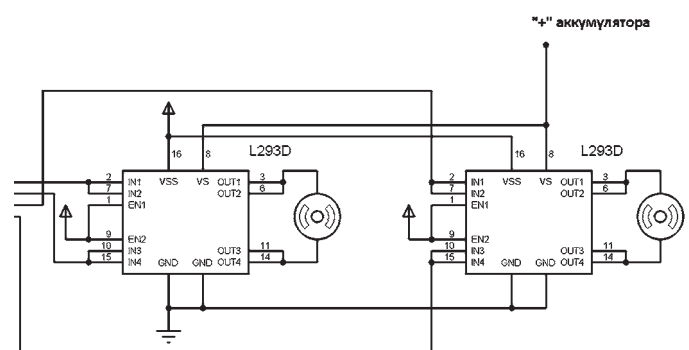 "+" аккумулятора
L293D
L293D
16
8
16
8
2
7
1
9
10
15
IN1
IN2
EN1
EN2
IN3
IN4
VSS
VS
GND
GND
OUT1
OUT2
OUT3
OUT4
3
6
11
14
2
7
1
9
10
15
IN1
IN2
EN1
EN2
IN3
IN4
VSS
VS
GND
GND
OUT1
OUT2
OUT3
OUT4
3
6
11
14